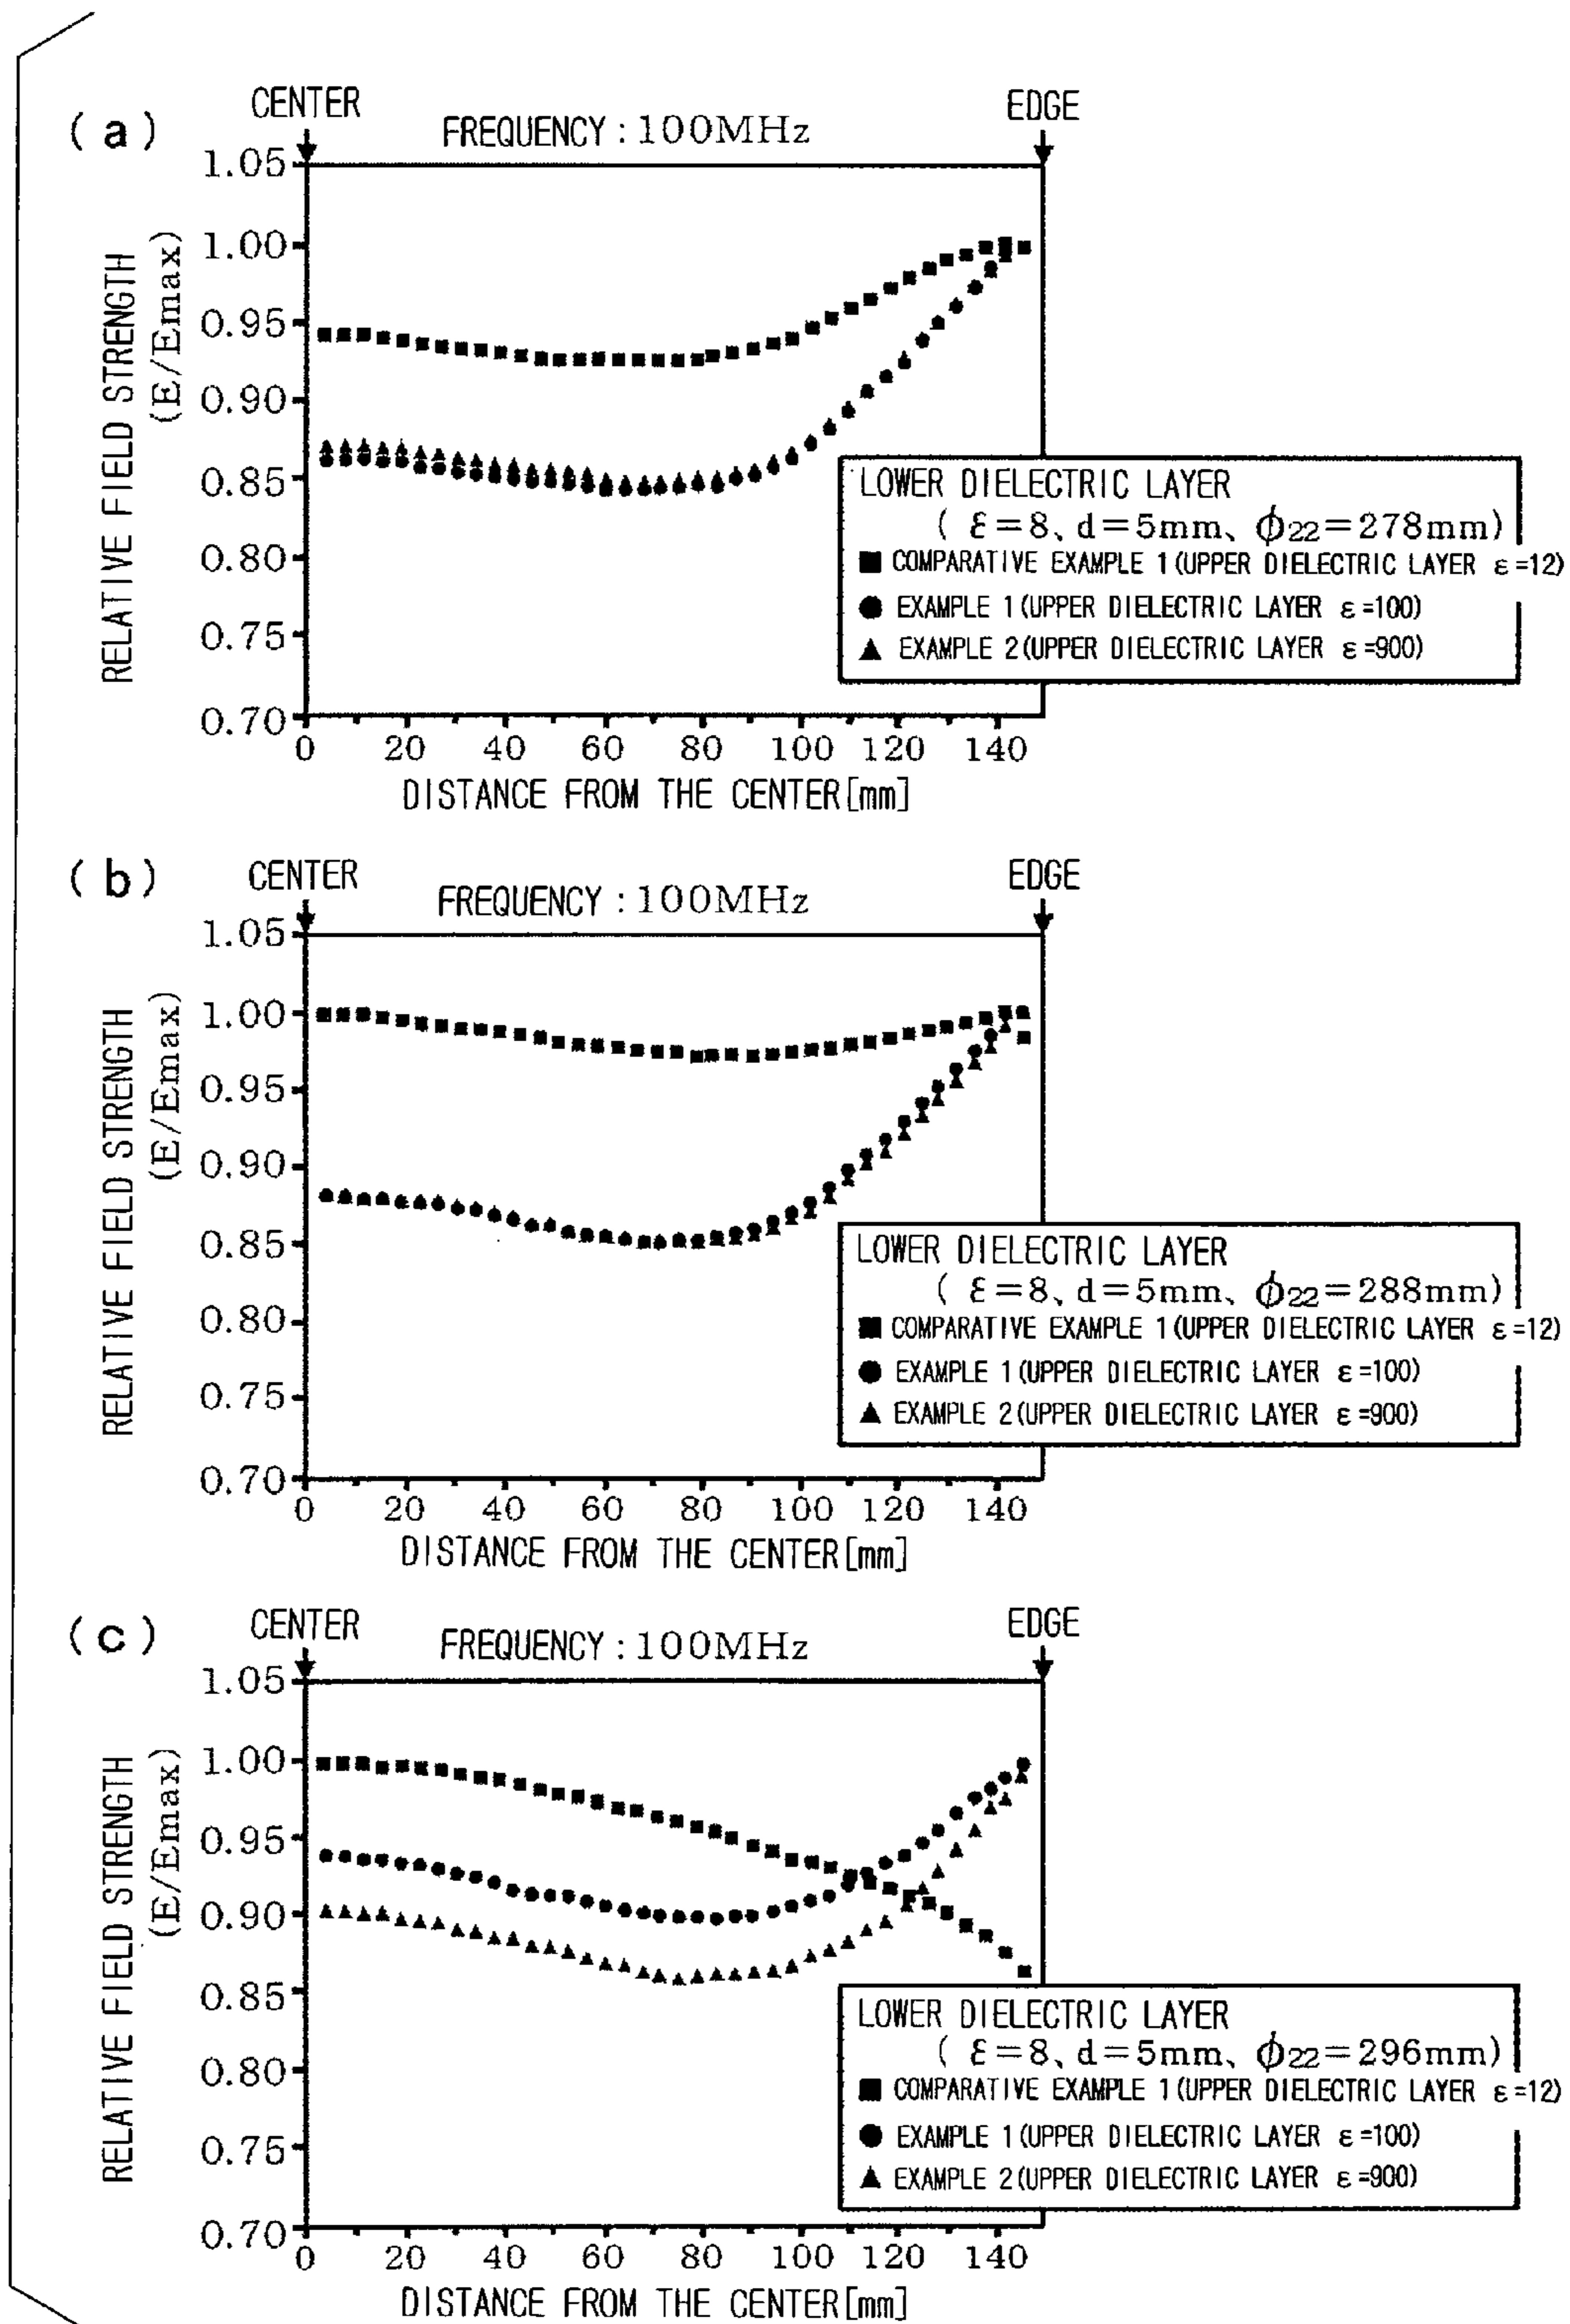 (a)
CENTER
FREQUENCY : 100MHz
EDGE
1.05
1.00
0.95
0.90
0.85
0.80
0.75
0.70
RELATIVE FIELD STRENGTH
(E/Emax)
0 20 40 60 80 100 120 140
DISTANCE FROM THE CENTER[mm]
LOWER DIELECTRIC LAYER
( ε=8、d=5mm、ϕ22=278mm)
■ COMPARATIVE EXAMPLE 1(UPPER DIELECTRIC LAYER ε=12)
● EXAMPLE 1(UPPER DIELECTRIC LAYER ε=100)
▲ EXAMPLE 2(UPPER DIELECTRIC LAYER ε=900)
(b)
CENTER
FREQUENCY : 100MHz
EDGE
1.05
1.00
0.95
0.90
0.85
0.80
0.75
0.70
RELATIVE FIELD STRENGTH
(E/Emax)
0 20 40 60 80 100 120 140
DISTANCE FROM THE CENTER[mm]
LOWER DIELECTRIC LAYER
( ε=8、d=5mm、ϕ22=288mm)
■ COMPARATIVE EXAMPLE 1(UPPER DIELECTRIC LAYER ε=12)
● EXAMPLE 1(UPPER DIELECTRIC LAYER ε=100)
▲ EXAMPLE 2(UPPER DIELECTRIC LAYER ε=900)
(c)
CENTER
FREQUENCY : 100MHz
EDGE
1.05
1.00
0.95
0.90
0.85
0.80
0.75
0.70
RELATIVE FIELD STRENGTH
(E/Emax)
0 20 40 60 80 100 120 140
DISTANCE FROM THE CENTER[mm]
LOWER DIELECTRIC LAYER
( ε=8、d=5mm、ϕ22=296mm)
■ COMPARATIVE EXAMPLE 1(UPPER DIELECTRIC LAYER ε=12)
● EXAMPLE 1(UPPER DIELECTRIC LAYER ε=100)
▲ EXAMPLE 2(UPPER DIELECTRIC LAYER ε=900)